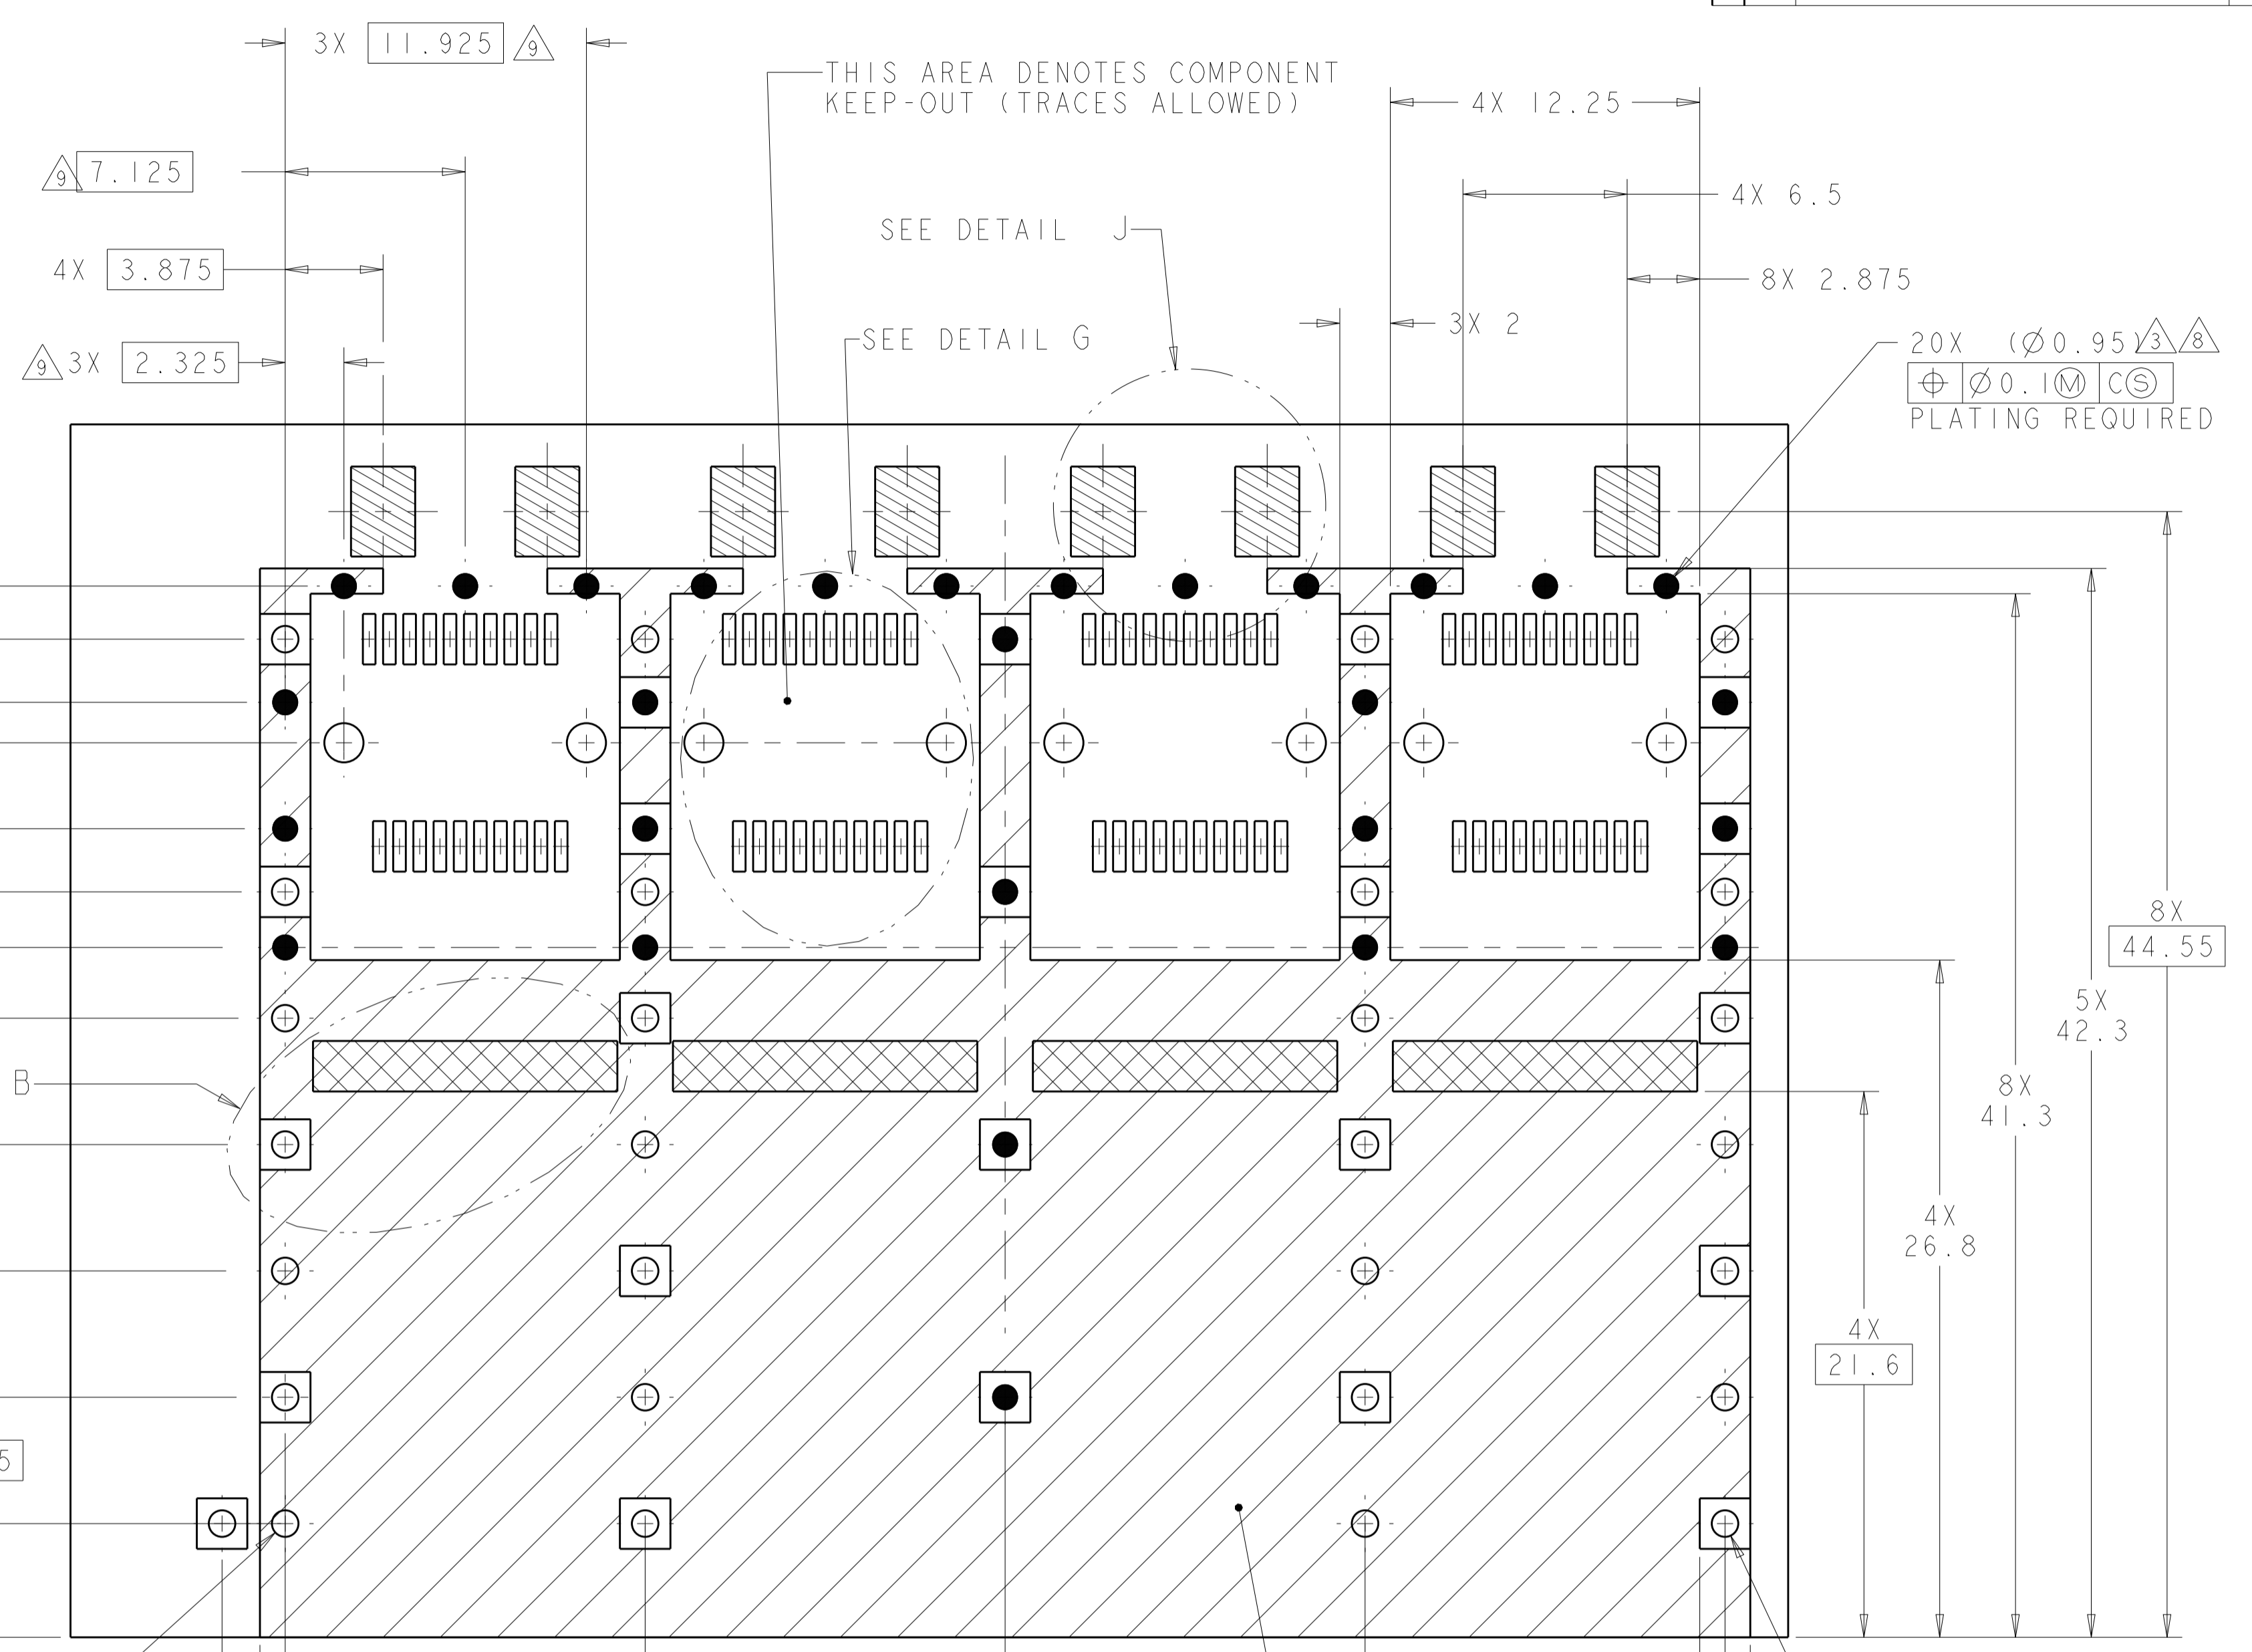 3X 11.925 9
THIS AREA DENOTES COMPONENT
KEEP-OUT (TRACES ALLOWED)
4X 12.25
9 7.125
4X 6.5
SEE DETAIL J
4X 3.875
8X 2.875
3X 2
SEE DETAIL G
9 3X 2.325
20X (Ø0.95) 3 8
⌖ Ø0.1Ⓜ CⓈ
PLATING REQUIRED
8X
44.55
5X
42.3
B
8X
41.3
4X
26.8
4X
21.6
5